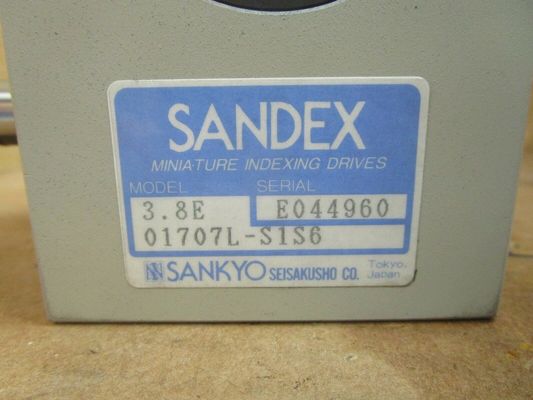 SANDEX
MINIATURE INDEXING DRIVES
MODEL SERIAL
3.8E E044960
01707L-S1S6
SANKYO SEISAKUSHO CO. Tokyo, Japan